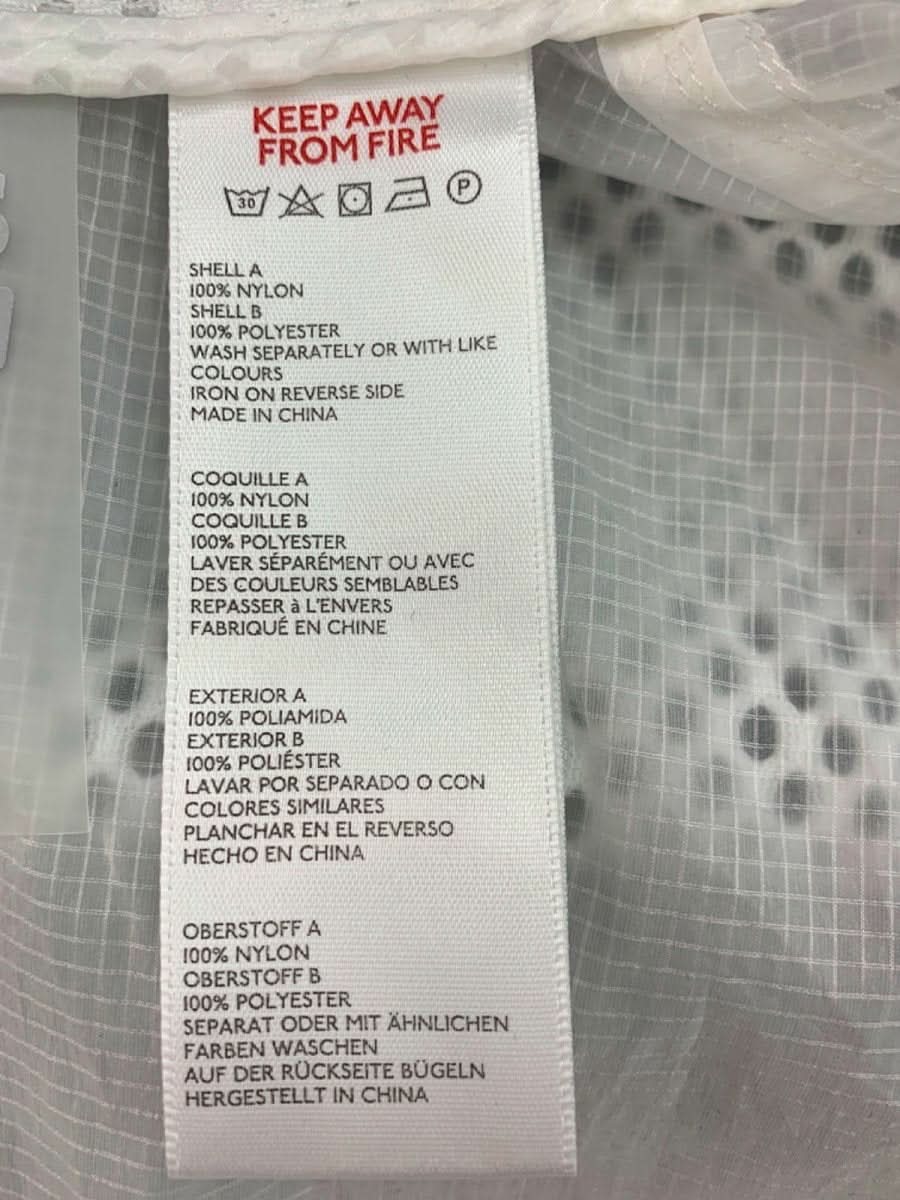 KEEP AWAY
FROM FIRE
30
P
SHELL A
100% NYLON
SHELL B
100% POLYESTER
WASH SEPARATELY OR WITH LIKE
COLOURS
IRON ON REVERSE SIDE
MADE IN CHINA
COQUILLE A
100% NYLON
COQUILLE B
100% POLYESTER
LAVER SÉPARÉMENT OU AVEC
DES COULEURS SEMBLABLES
REPASSER à L'ENVERS
FABRIQUÉ EN CHINE
EXTERIOR A
100% POLIAMIDA
EXTERIOR B
100% POLIÉSTER
LAVAR POR SEPARADO O CON
COLORES SIMILARES
PLANCHAR EN EL REVERSO
HECHO EN CHINA
OBERSTOFF A
100% NYLON
OBERSTOFF B
100% POLYESTER
SEPARAT ODER MIT ÄHNLICHEN
FARBEN WASCHEN
AUF DER RÜCKSEITE BÜGELN
HERGESTELLT IN CHINA